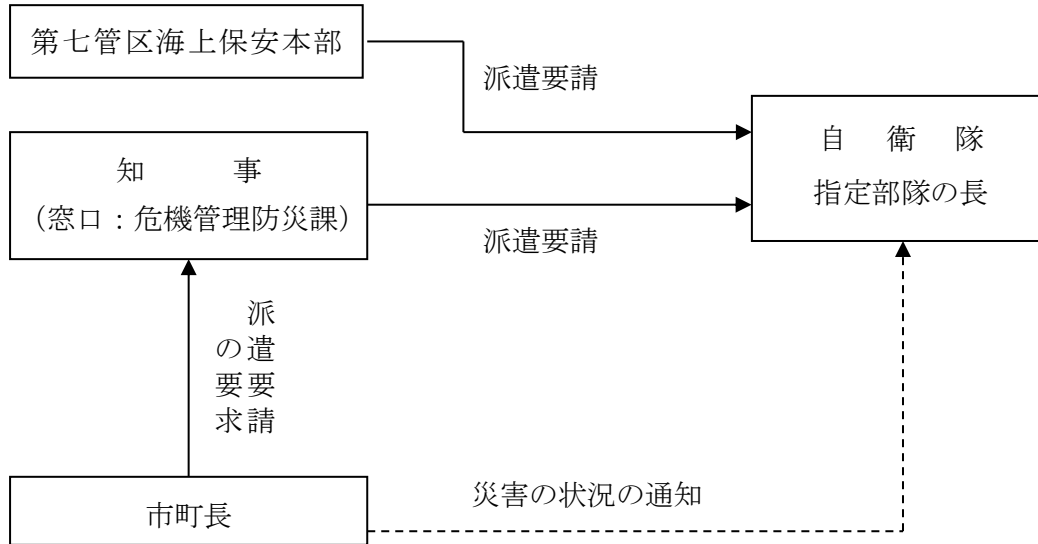 第七管区海上保安本部
派遣要請
自衛隊
指定部隊の長
知事
(窓口：危機管理防災課)
派遣要請
派遣要請
の要求
災害の状況の通知
市町長